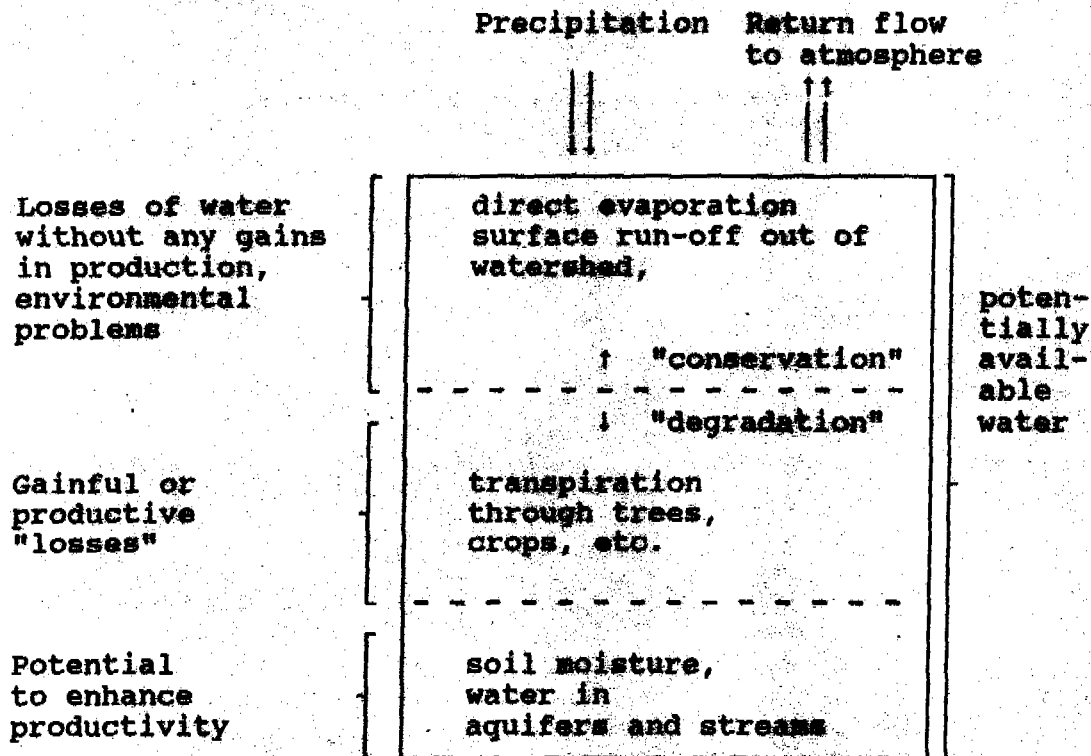 Precipitation Return flow
to atmosphere
Losses of water
without any gains
in production,
environmental
problems
direct evaporation
surface run-off out of
watershed,
↑ "conservation"
↓ "degradation"
poten-
tially
avail-
able
water
Gainful or
productive
"losses"
transpiration
through trees,
crops, etc.
Potential
to enhance
productivity
soil moisture,
water in
aquifers and streams